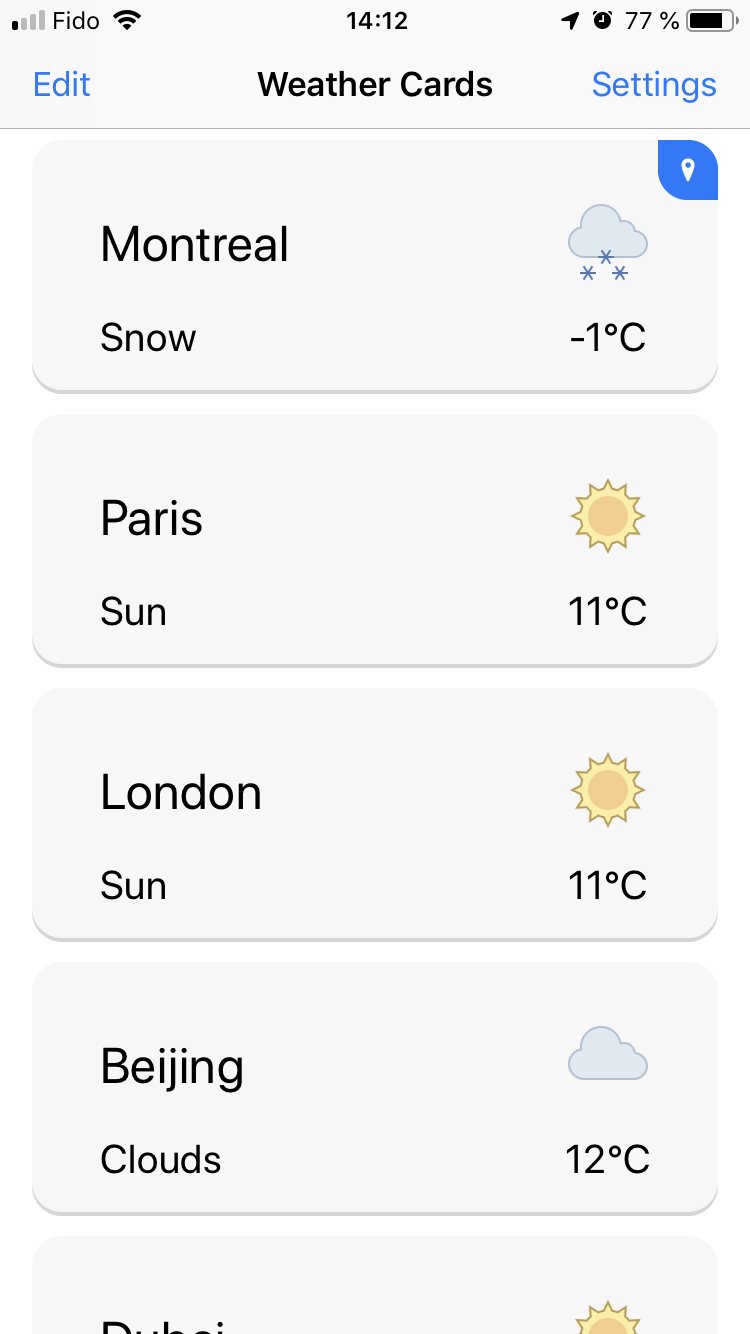 Fido 14:12 77 %
Edit Weather Cards Settings
Montreal
Snow -1°C
Paris
Sun 11°C
London
Sun 11°C
Beijing
Clouds 12°C
Dubai